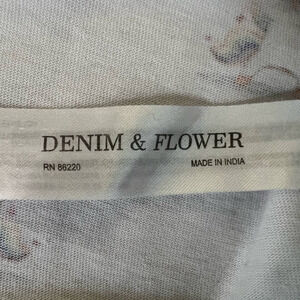 DENIM & FLOWER
RN 86220 MADE IN INDIA